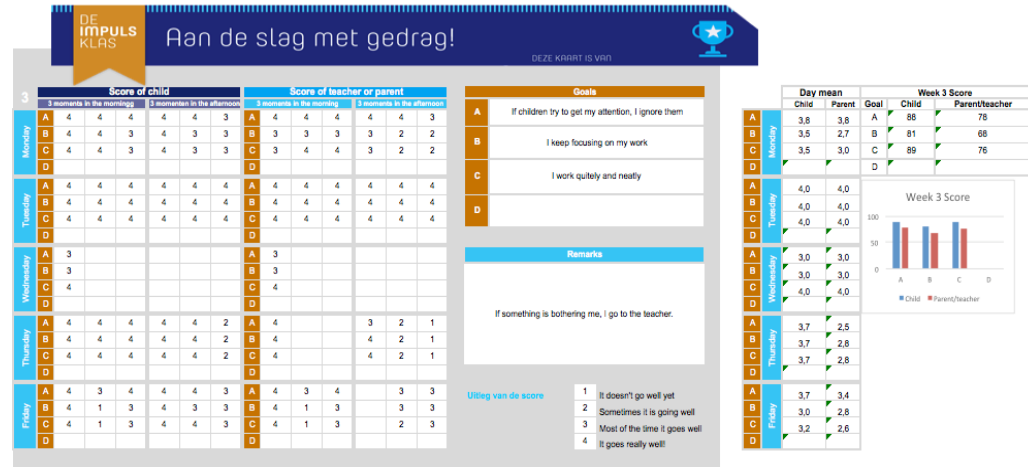 DE
IMPULS
KLAS
Aan de slag met gedrag!
DEZE KAART IS VAN
3
Score of child Score of teacher or parent
3 moments in the morningg 3 momenten in the afternoon 3 moments in the morning 3 moments in the afternoon
Monday
A 4 4 4 4 4 3 A 4 4 4 4 4 3
B 4 4 3 4 3 3 B 3 3 3 3 2 2
C 4 4 3 4 3 3 C 3 4 4 3 2 2
D D
Tuesday
A 4 4 4 4 4 4 A 4 4 4 4 4 4
B 4 4 4 4 4 4 B 4 4 4 4 4 4
C 4 4 4 4 4 4 C 4 4 4 4 4 4
D D
Wednesday
A 3 A 3
B 3 B 3
C 4 C 4
D D
Thursday
A 4 4 4 4 4 2 A 4 3 2 1
B 4 4 4 4 4 2 B 4 4 2 1
C 4 4 4 4 4 2 C 4 4 2 1
D D
Friday
A 4 3 4 4 4 3 A 4 3 4 3 3
B 4 1 3 4 3 3 B 4 1 3 3 3
C 4 1 3 4 4 3 C 4 1 3 2 3
D D
Goals
A If children try to get my attention, I ignore them
B I keep focusing on my work
C I work quitely and neatly
D
Remarks
If something is bothering me, I go to the teacher.
Uitleg van de score
1 It doesn't go well yet
2 Sometimes it is going well
3 Most of the time it goes well
4 It goes really well!
Day mean
Child Parent
Monday
A 3,8 3,8
B 3,5 2,7
C 3,5 3,0
D
Tuesday
A 4,0 4,0
B 4,0 4,0
C 4,0 4,0
D
Wednesday
A 3,0 3,0
B 3,0 3,0
C 4,0 4,0
D
Thursday
A 3,7 2,5
B 3,7 2,8
C 3,7 2,8
D
Friday
A 3,7 3,4
B 3,0 2,8
C 3,2 2,6
D
Week 3 Score
Goal Child Parent/teacher
A 88 78
B 81 68
C 89 76
D
Week 3 Score
100
50
0
A B C D
Child Parent/teacher